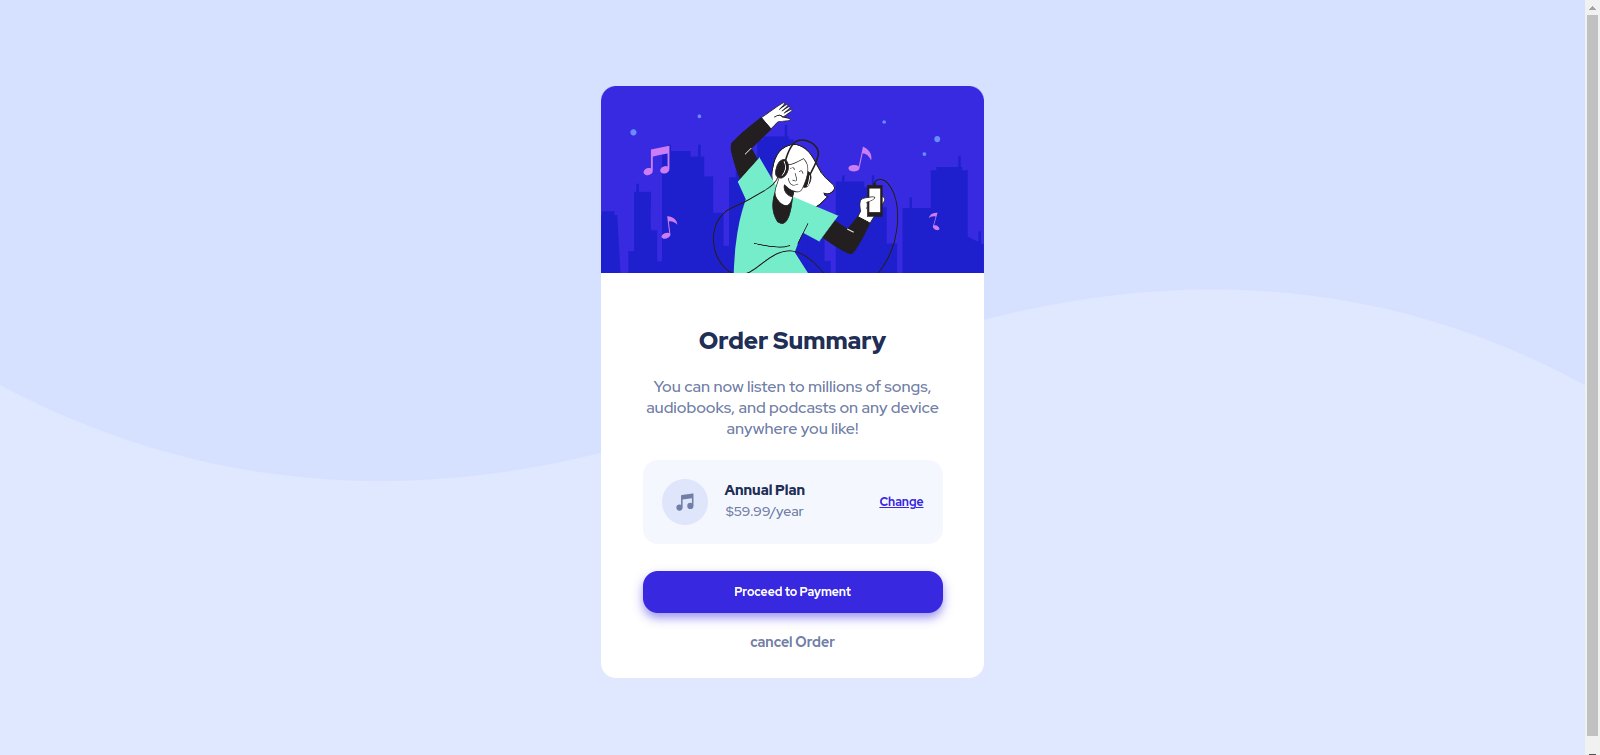 Order Summary
You can now listen to millions of songs,
audiobooks, and podcasts on any device
anywhere you like!
Annual Plan
$59.99/year
Change
Proceed to Payment
cancel Order